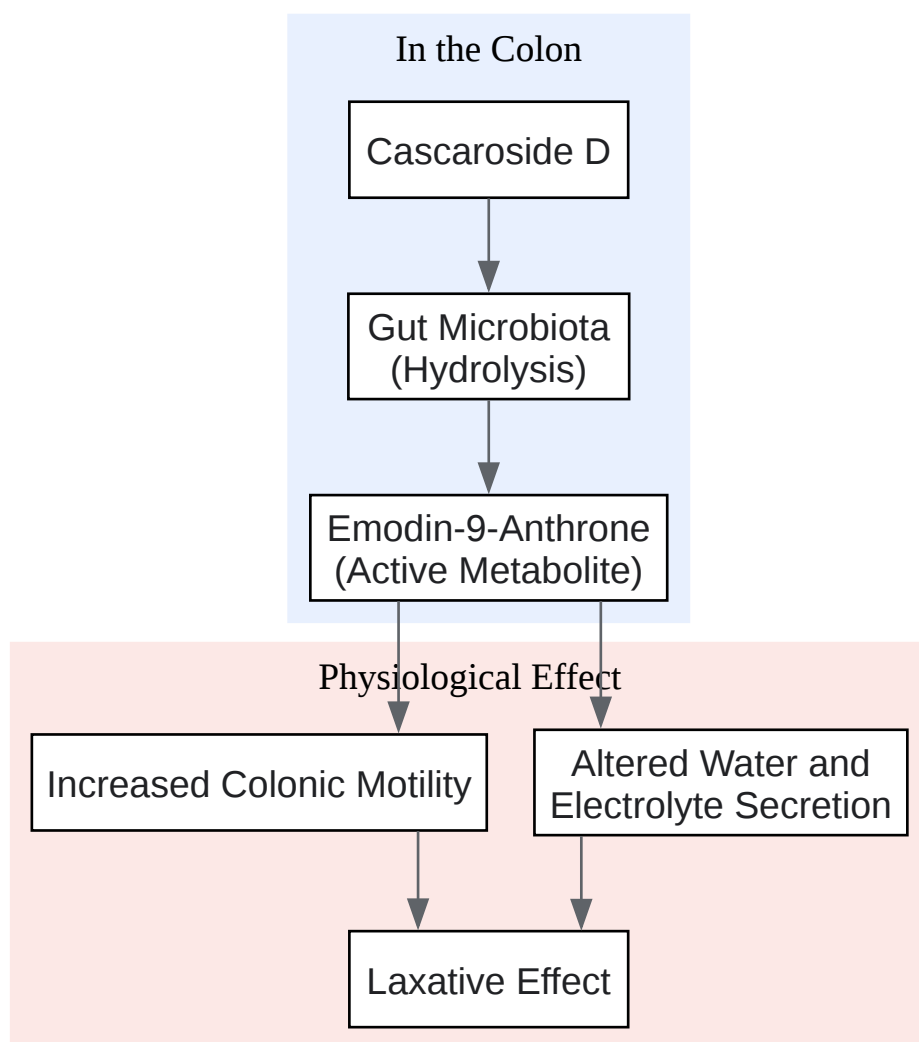 In the Colon
Cascaroside D
Gut Microbiota
(Hydrolysis)
Emodin-9-Anthrone
(Active Metabolite)
Physiological Effect
Increased Colonic Motility
Altered Water and
Electrolyte Secretion
Laxative Effect